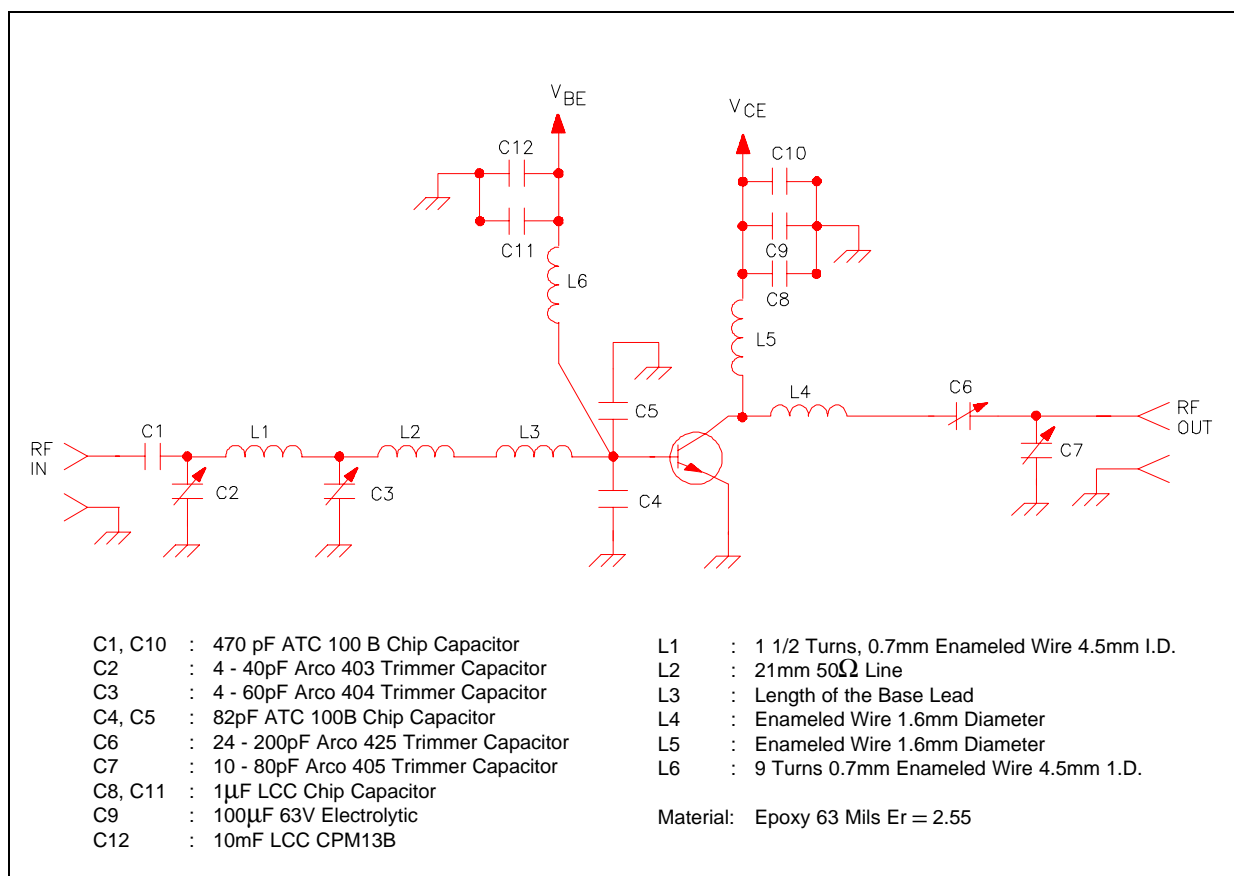 V BE
V CE
C12
C10
C11
C9
L6
C8
L5
C5
L4
C6
RF IN
C1
L1
L2
L3
RF OUT
C7
C2
C3
C4
C1, C10 : 470 pF ATC 100 B Chip Capacitor
C2 : 4 - 40pF Arco 403 Trimmer Capacitor
C3 : 4 - 60pF Arco 404 Trimmer Capacitor
C4, C5 : 82pF ATC 100B Chip Capacitor
C6 : 24 - 200pF Arco 425 Trimmer Capacitor
C7 : 10 - 80pF Arco 405 Trimmer Capacitor
C8, C11 : 1µF LCC Chip Capacitor
C9 : 100µF 63V Electrolytic
C12 : 10mF LCC CPM13B
L1 : 1 1/2 Turns, 0.7mm Enameled Wire 4.5mm I.D.
L2 : 21mm 50Ω Line
L3 : Length of the Base Lead
L4 : Enameled Wire 1.6mm Diameter
L5 : Enameled Wire 1.6mm Diameter
L6 : 9 Turns 0.7mm Enameled Wire 4.5mm 1.D.
Material: Epoxy 63 Mils Er = 2.55